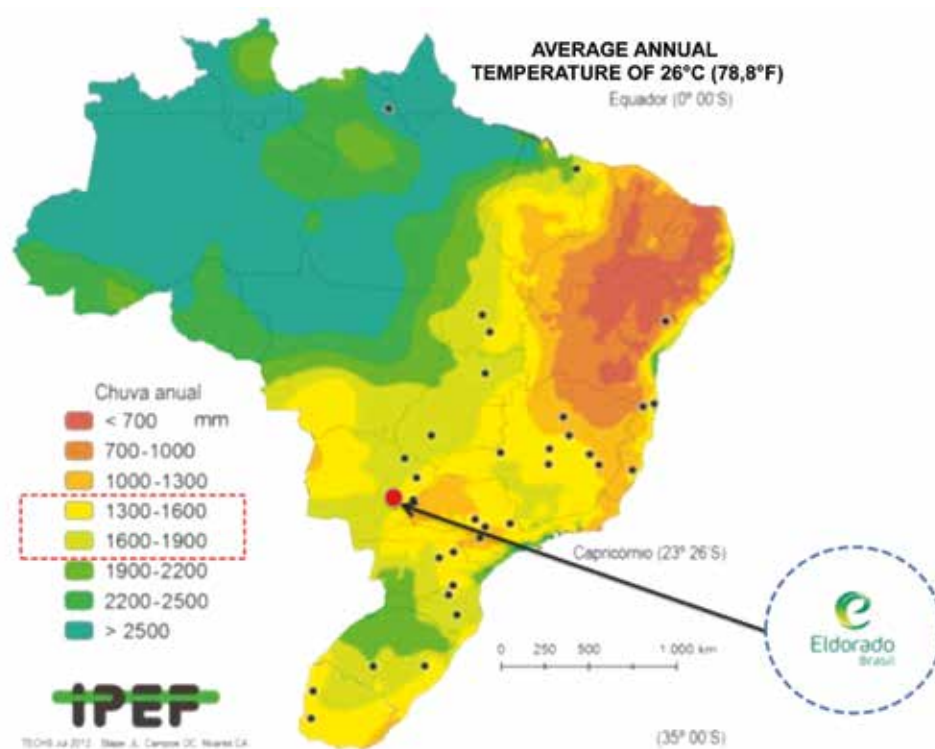 AVERAGE ANNUAL
TEMPERATURE OF 26°C (78,8°F)
Equador (0° 00'S)
Chuva anual
< 700 mm
700-1000
1000-1300
1300-1600
1600-1900
1900-2200
2200-2500
> 2500
Capricórnio (23° 26'S)
Eldorado
Brasil
0 250 500 1 000 km
IPEF
(35° 00'S)